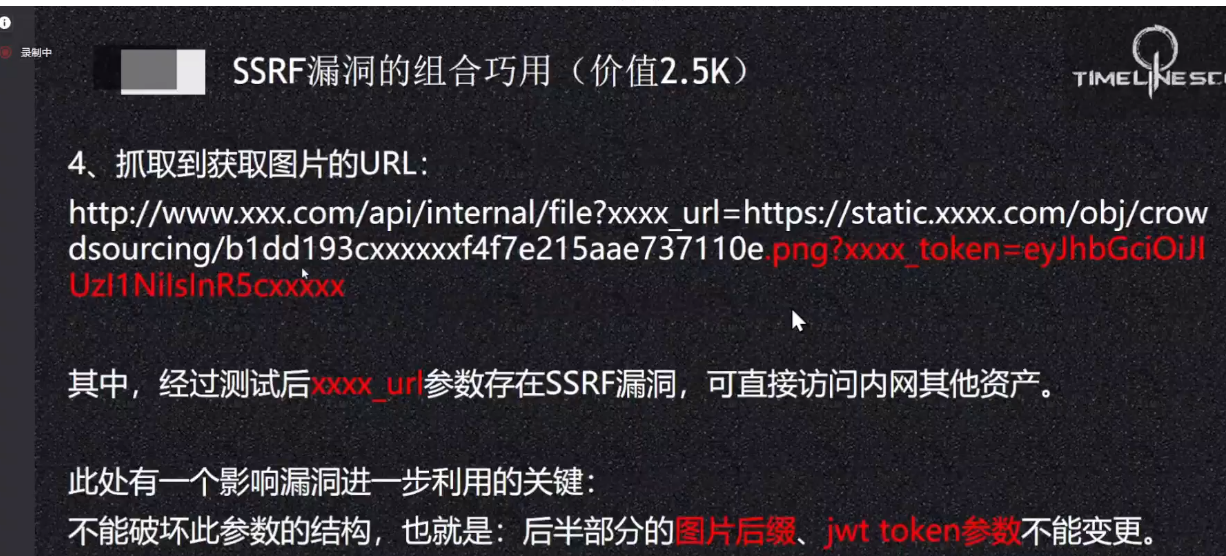 录制中
SSRF漏洞的组合巧用（价值2.5K）
4、抓取到获取图片的URL：
http://www.xxx.com/api/internal/file?xxxx_url=https://static.xxxx.com/obj/crow
dsourcing/b1dd193cxxxxxxf4f7e215aae737110e.png?xxxx_token=eyJhbGciOiJI
UzI1NiIsInR5cxxxxx
其中，经过测试后xxxx_url参数存在SSRF漏洞，可直接访问内网其他资产。
此处有一个影响漏洞进一步利用的关键：
不能破坏此参数的结构，也就是：后半部分的图片后缀、jwt token参数不能变更。